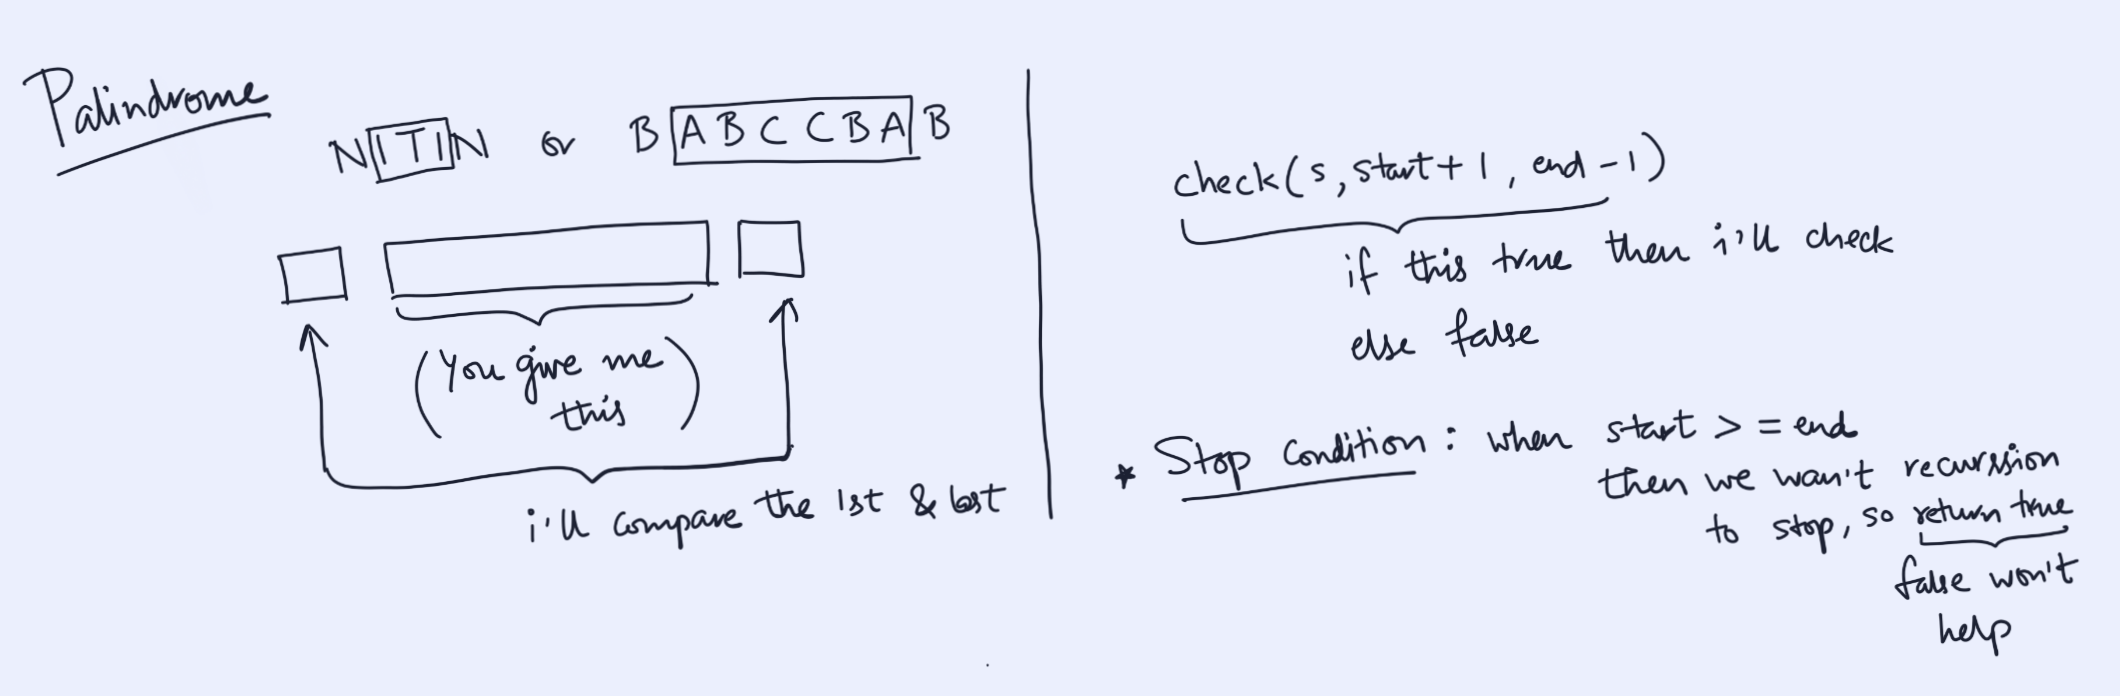 Palindrome
NITIN or BABCCBAB
(You give me
this)
i'll compare the 1st & last
check(s, start+1, end-1)
if this true then i'll check
else false
* Stop Condition: when start >= end
then we wan't recurssion
to stop, so return true
false won't
help